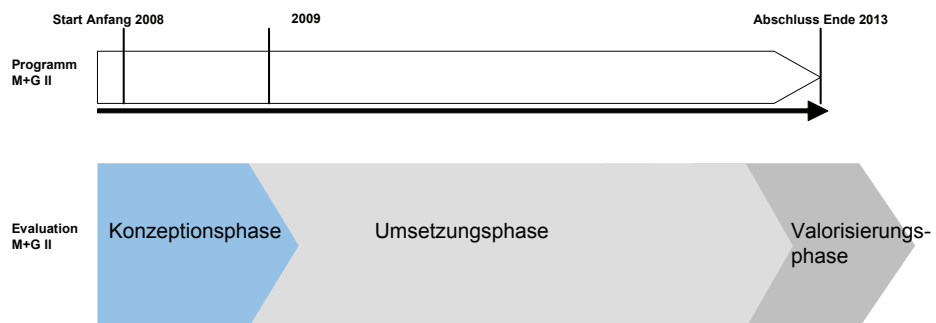 Start Anfang 2008
2009
Abschluss Ende 2013
Programm
M+G II
Evaluation
M+G II
Konzeptionsphase
Umsetzungsphase
Valorisierungs-
phase